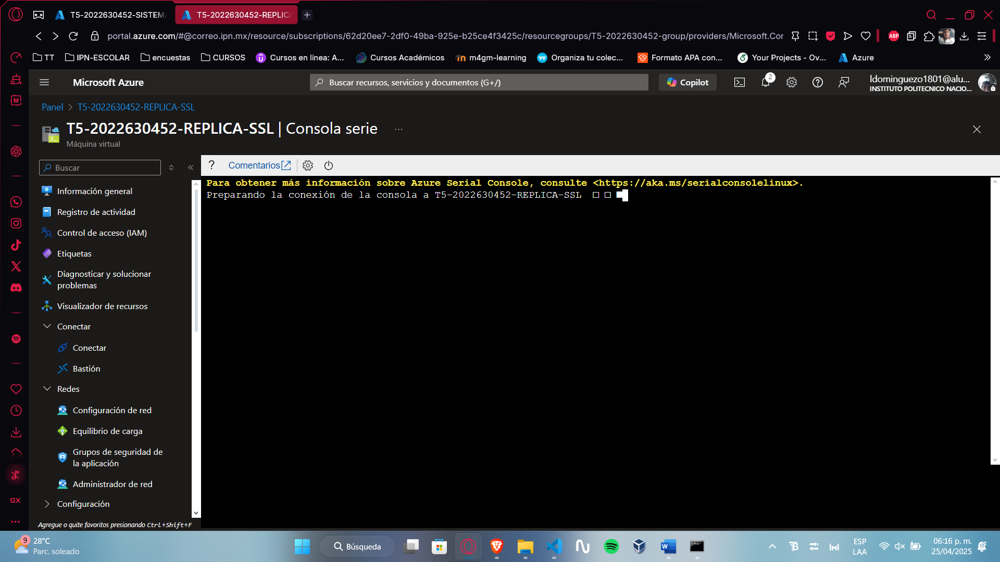 T5-2022630452-SISTEMA
T5-2022630452-REPLICA
portal.azure.com/#@correo.ipn.mx/resource/subscriptions/62d20ee7-2df0-49ba-925e-b25ce4f3425c/resourcegroups/T5-2022630452-group/providers/Microsoft.Cor
ABP
TT
IPN-ESCOLAR
encuestas
CURSOS
Cursos en línea: A...
Cursos Académicos
m4gm-learning
Organiza tu colec...
Formato APA con...
Your Projects - Ov...
Azure
Microsoft Azure
Buscar recursos, servicios y documentos (G+/)
Copilot
2
ldominguezo1801@alu...
INSTITUTO POLITECNICO NACIO...
Panel > T5-2022630452-REPLICA-SSL
T5-2022630452-REPLICA-SSL | Consola serie ...
Máquina virtual
Buscar
Información general
Registro de actividad
Control de acceso (IAM)
Etiquetas
Diagnosticar y solucionar
problemas
Visualizador de recursos
Conectar
Conectar
Bastión
Redes
Configuración de red
Equilibrio de carga
Grupos de seguridad de
la aplicación
Administrador de red
Configuración
Agregue o quite favoritos presionando Ctrl+Shift+F
? Comentarios
Para obtener más información sobre Azure Serial Console, consulte <https://aka.ms/serialconsolelinux>.
Preparando la conexión de la consola a T5-2022630452-REPLICA-SSL
GX
9
28°C
Parc. soleado
Búsqueda
ESP
LAA
06:16 p. m.
25/04/2025